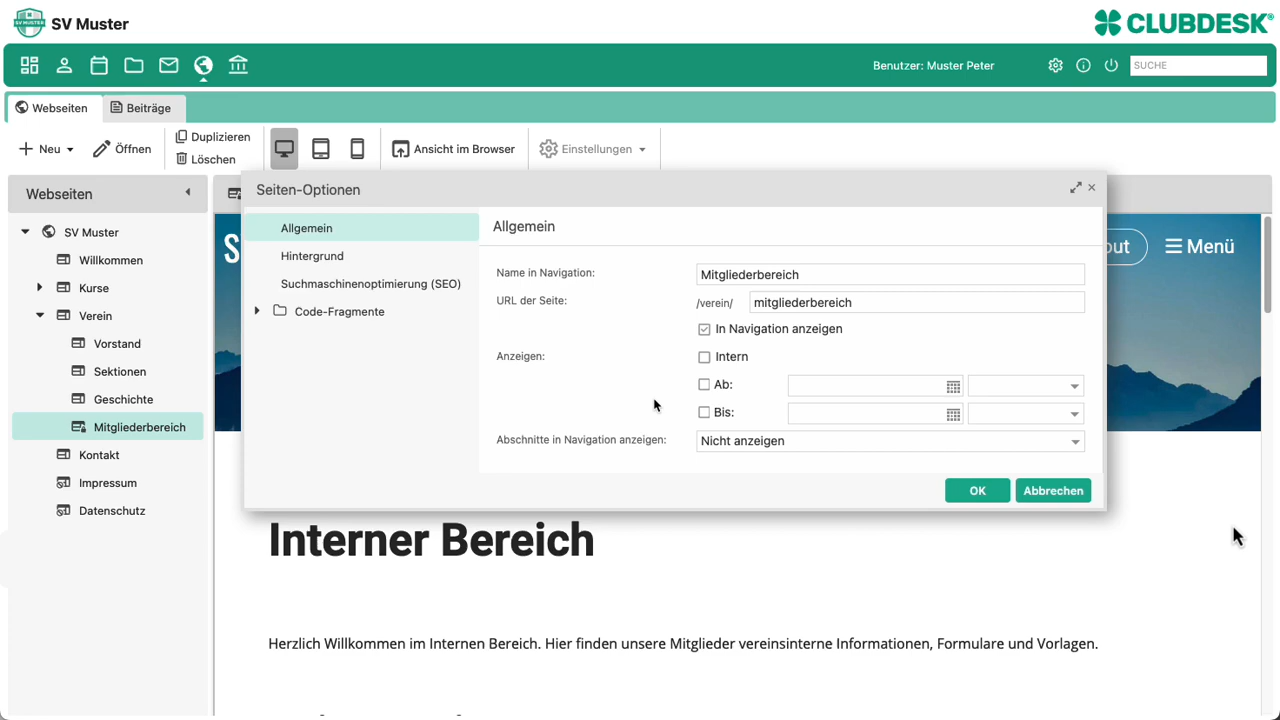 SV MUSTER
SV Muster
CLUBDESK®
Benutzer: Muster Peter
SUCHE
Webseiten
Beiträge
Neu
Öffnen
Duplizieren
Löschen
Ansicht im Browser
Einstellungen
Webseiten
SV Muster
Willkommen
Kurse
Verein
Vorstand
Sektionen
Geschichte
Mitgliederbereich
Kontakt
Impressum
Datenschutz
S
out
Menü
Seiten-Optionen
Allgemein
Hintergrund
Suchmaschinenoptimierung (SEO)
Code-Fragmente
Allgemein
Name in Navigation: Mitgliederbereich
URL der Seite: /verein/ mitgliederbereich
In Navigation anzeigen
Anzeigen: Intern
Ab:
Bis:
Abschnitte in Navigation anzeigen: Nicht anzeigen
OK Abbrechen
Interner Bereich
Herzlich Willkommen im Internen Bereich. Hier finden unsere Mitglieder vereinsinterne Informationen, Formulare und Vorlagen.